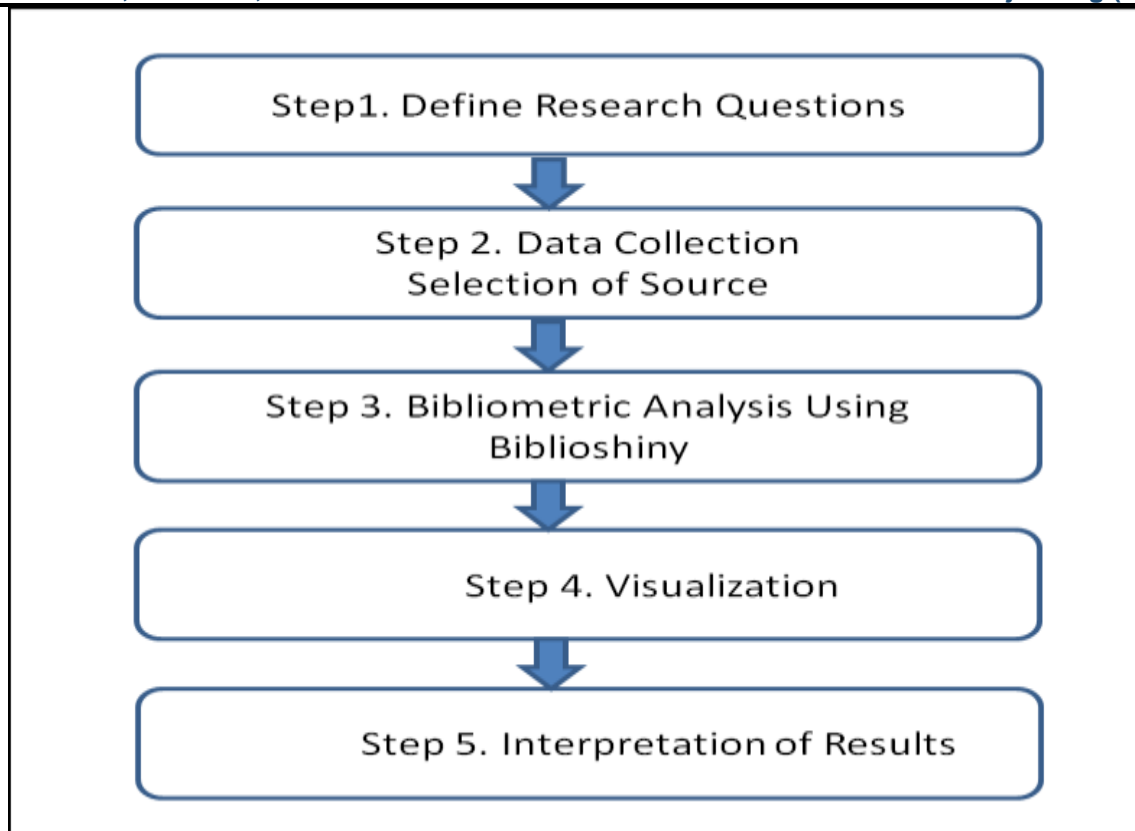 Step1. Define Research Questions
Step 2. Data Collection
Selection of Source
Step 3. Bibliometric Analysis Using
Biblioshiny
Step 4. Visualization
Step 5. Interpretation of Results